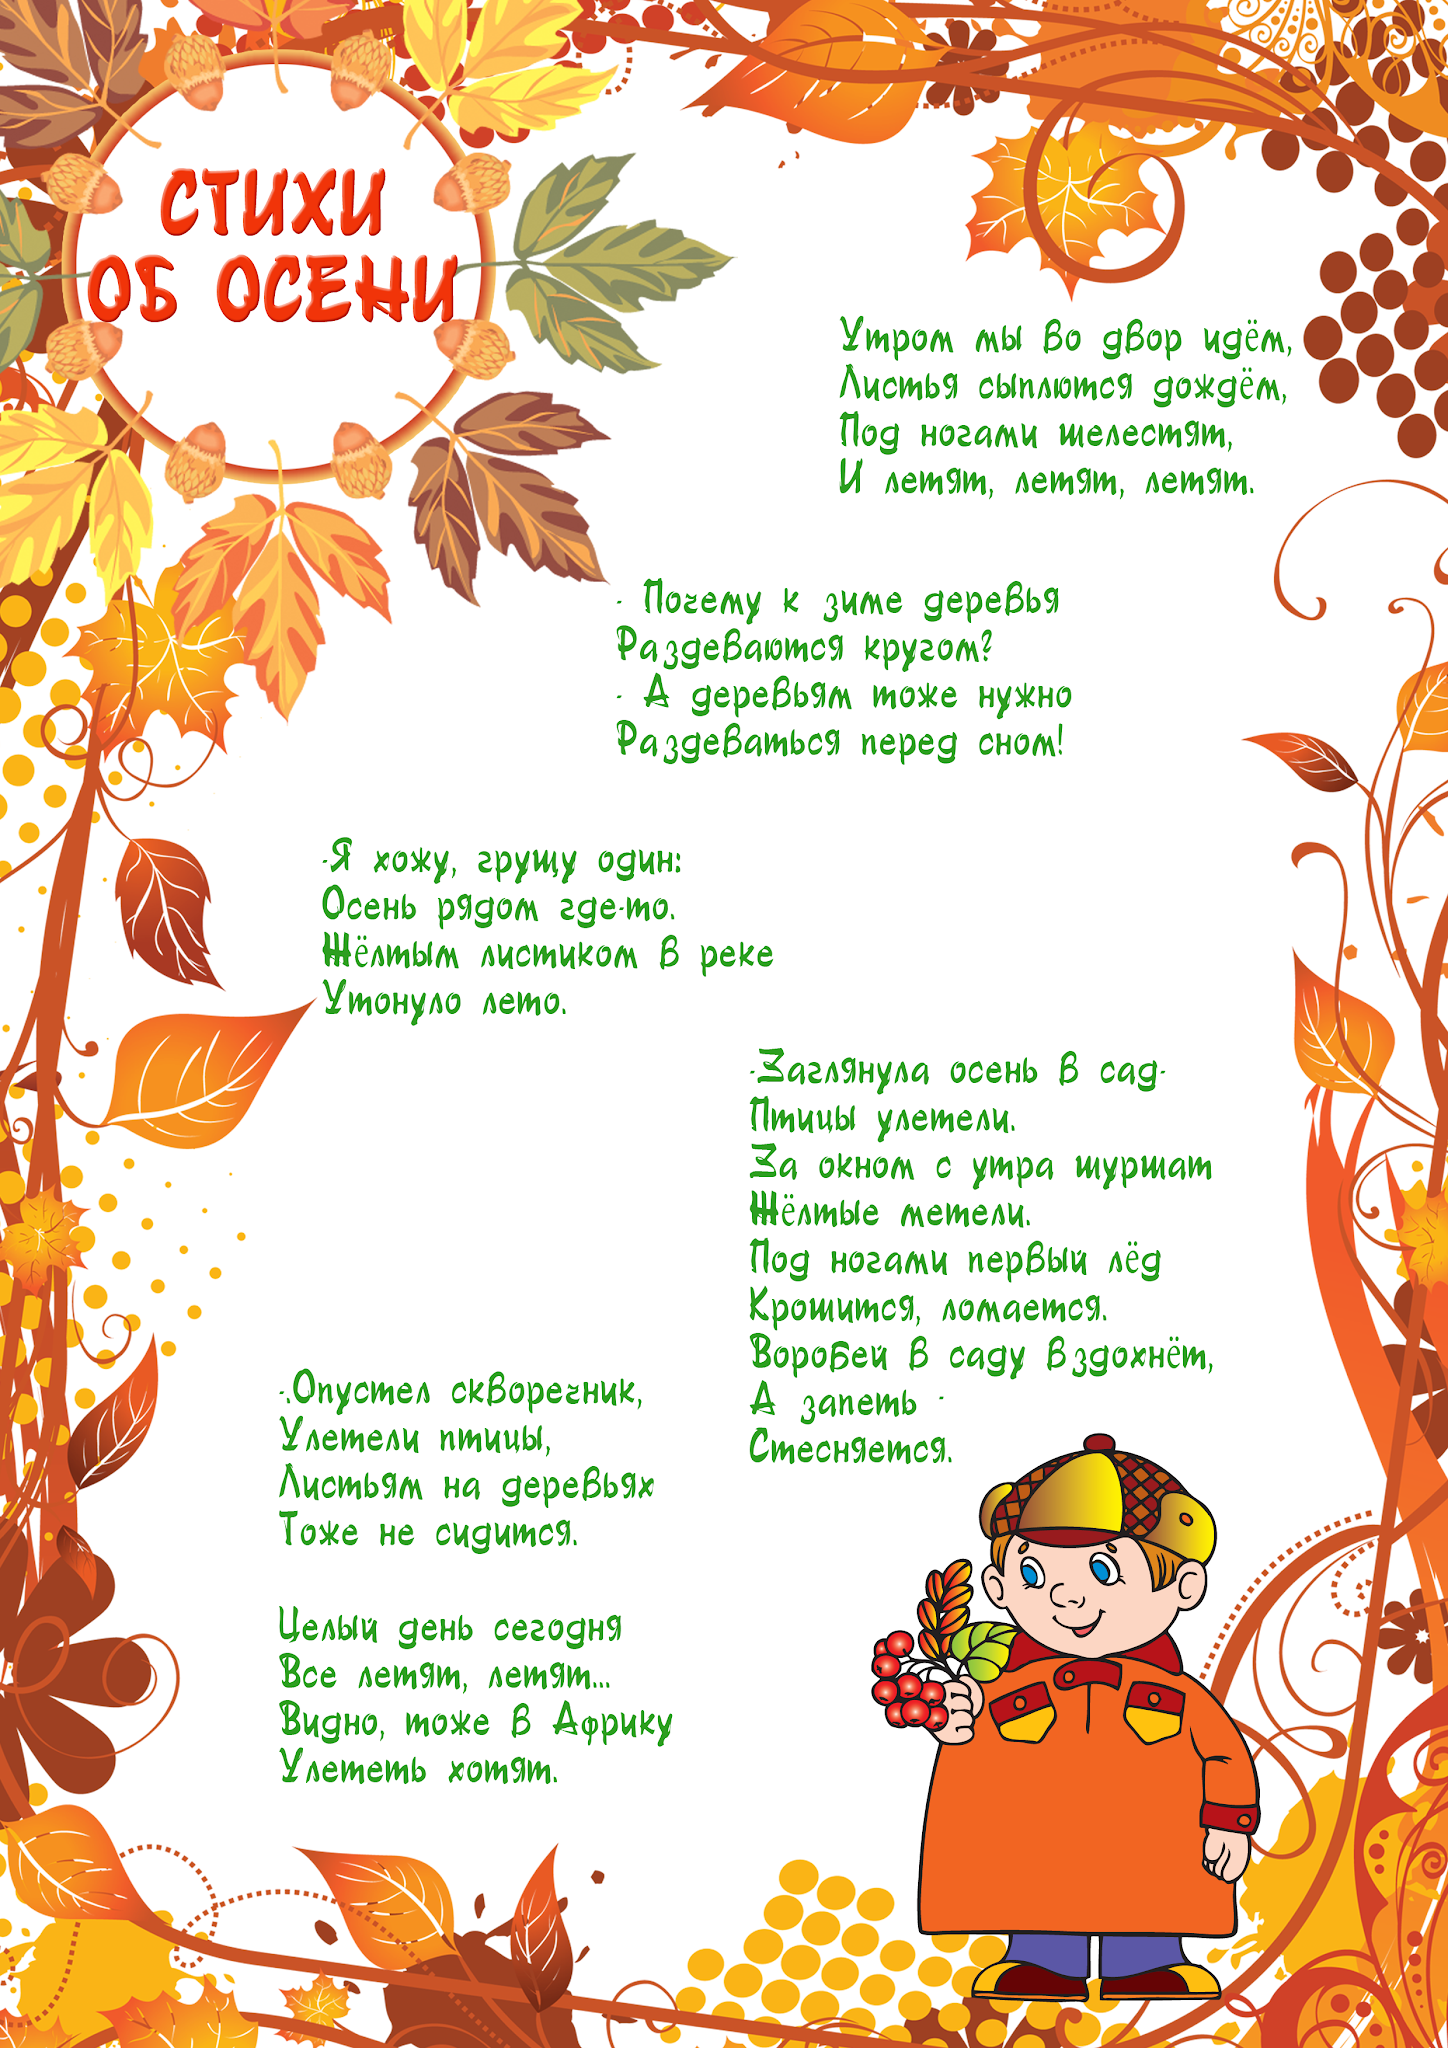 СТИХИ
ОБ ОСЕНИ
Утром мы во двор идём,
Листья сыплются дождём,
Под ногами шелестят,
И летят, летят, летят.
- Почему к зиме деревья
Раздеваются кругом?
- А деревьям тоже нужно
Раздеваться перед сном!
-Я хожу, грущу один:
Осень рядом где-то.
Жёлтым листиком в реке
Утонуло лето.
-Заглянула осень в сад-
Птицы улетели.
За окном с утра шуршат
Жёлтые метели.
Под ногами первый лёд
Крошится, ломается.
Воробей в саду вздохнёт,
А запеть -
Стесняется.
-.Опустел скворечник,
Улетели птицы,
Листьям на деревьях
Тоже не сидится.
Целый день сегодня
Все летят, летят...
Видно, тоже в Африку
Улететь хотят.